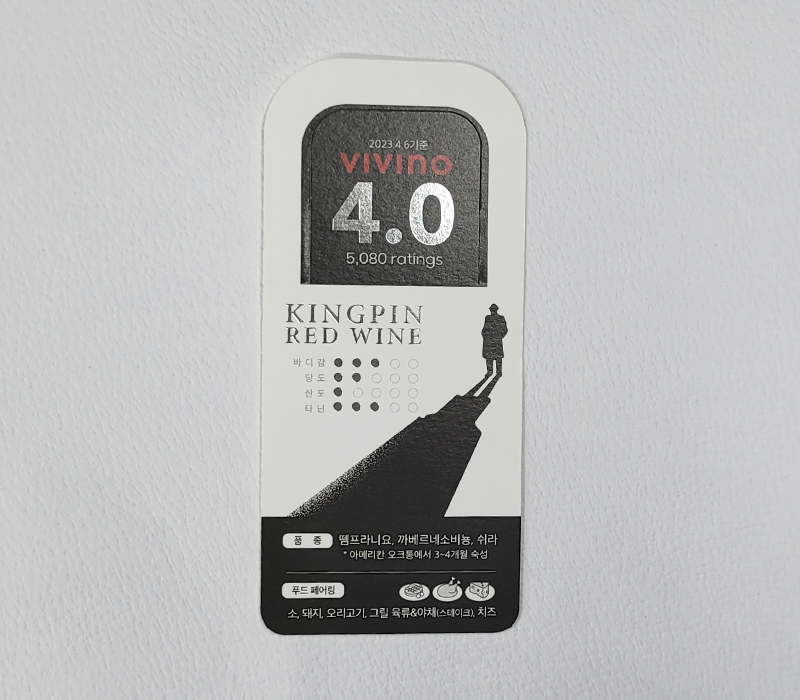 2023.4.6기준
vivino
4.0
5,080 ratings
KINGPIN
RED WINE
바디감
당도
산도
타닌
품 종 뗌프라니요, 까베르네소비뇽, 쉬라
* 아메리칸 오크통에서 3~4개월 숙성
푸드 페어링
소, 돼지, 오리고기, 그릴 육류&야채(스테이크), 치즈